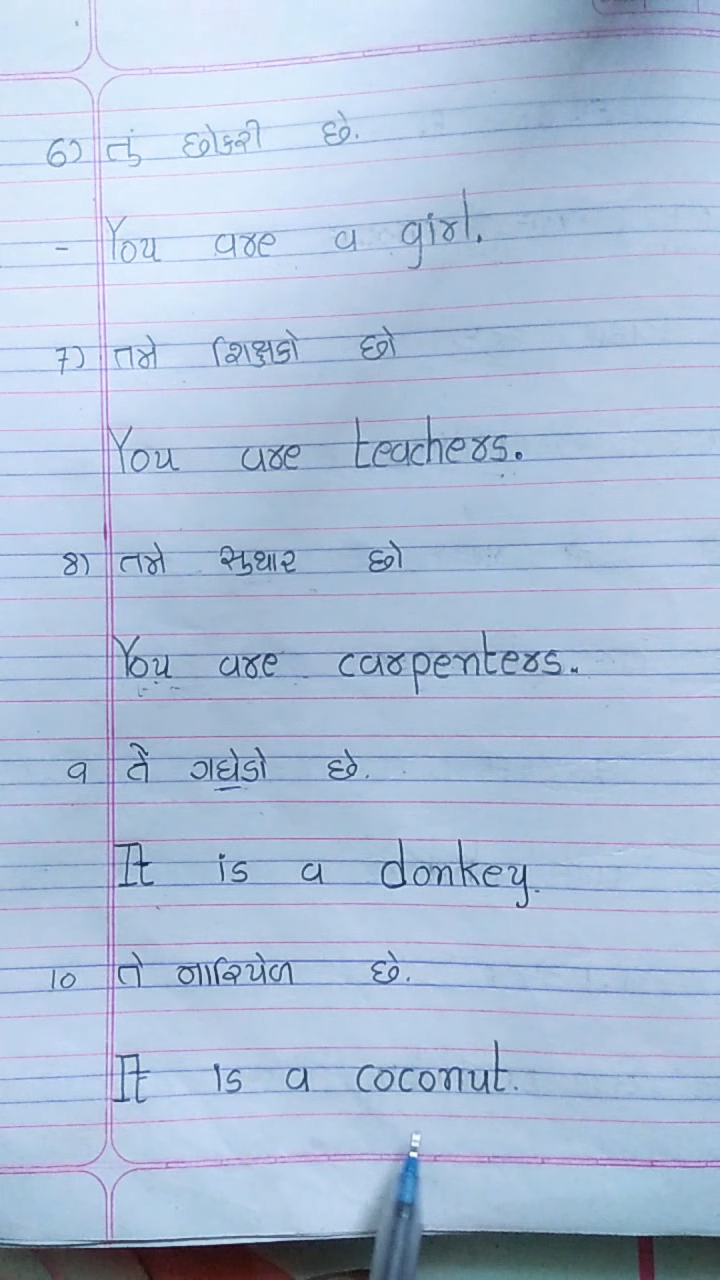 6) તું છોકરી છે.
- You are a girl.
7) તમે શિક્ષકો છો
You are teachers.
8) તમે સુથાર છો
You are carpenters.
9 તે ગધેડો છે.
It is a donkey.
10 તે નારિયેળ છે.
It is a coconut.